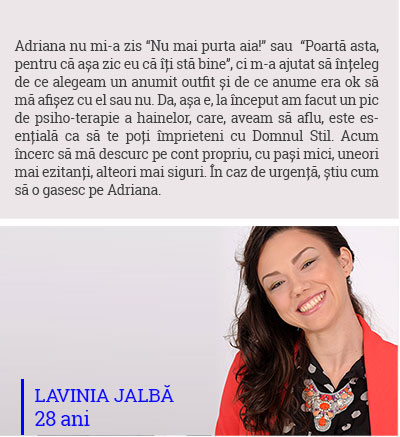 Adriana nu mi-a zis “Nu mai purta aia!” sau “Poartă asta,
pentru că așa zic eu că îți stă bine”, ci m-a ajutat să înțeleg
de ce alegeam un anumit outfit și de ce anume era ok să
mă afișez cu el sau nu. Da, așa e, la început am facut un pic
de psiho-terapie a hainelor, care, aveam să aflu, este es-
ențială ca să te poți împrieteni cu Domnul Stil. Acum
încerc să mă descurc pe cont propriu, cu pași mici, uneori
mai ezitanți, alteori mai siguri. În caz de urgență, știu cum
să o gasesc pe Adriana.
LAVINIA JALBĂ
28 ani